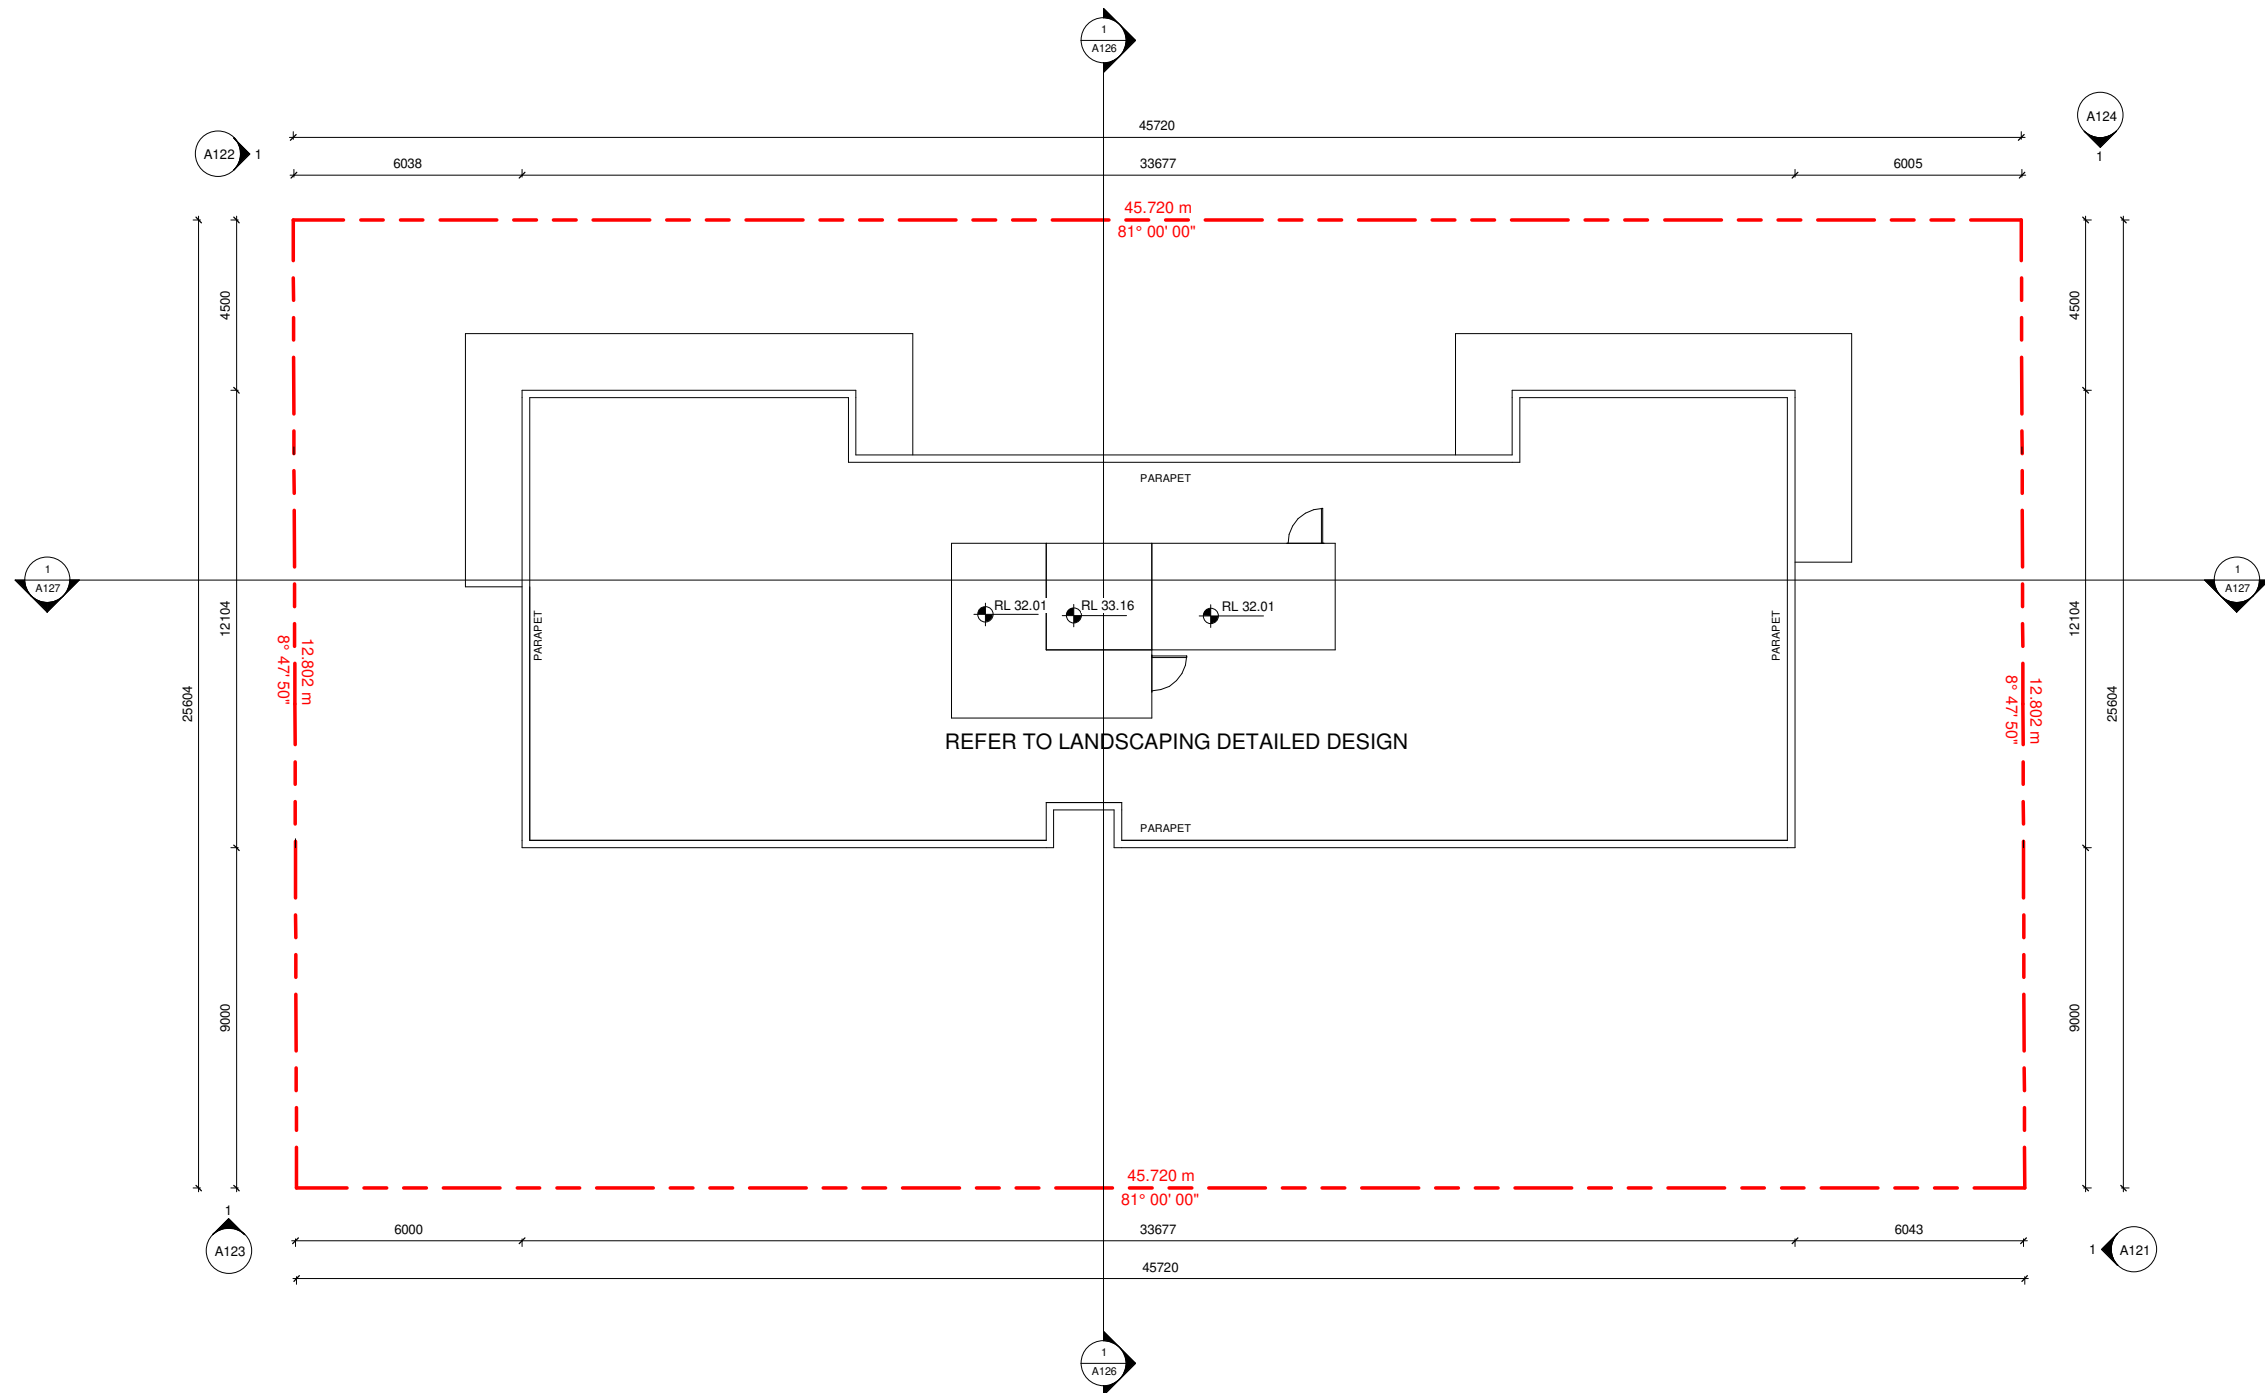 1
A126
45720
A124
1
A122
1
6038
33677
6005
45.720 m
81° 00' 00"
4500
4500
PARAPET
1
A127
1
A127
RL 32.01
RL 33.16
RL 32.01
12104
PARAPET
PARAPET
12104
12.802 m
8° 47' 50"
12.802 m
8° 47' 50"
25604
25604
REFER TO LANDSCAPING DETAILED DESIGN
PARAPET
9000
9000
45.720 m
81° 00' 00"
1
A123
6000
33677
6043
1
A121
45720
1
A126